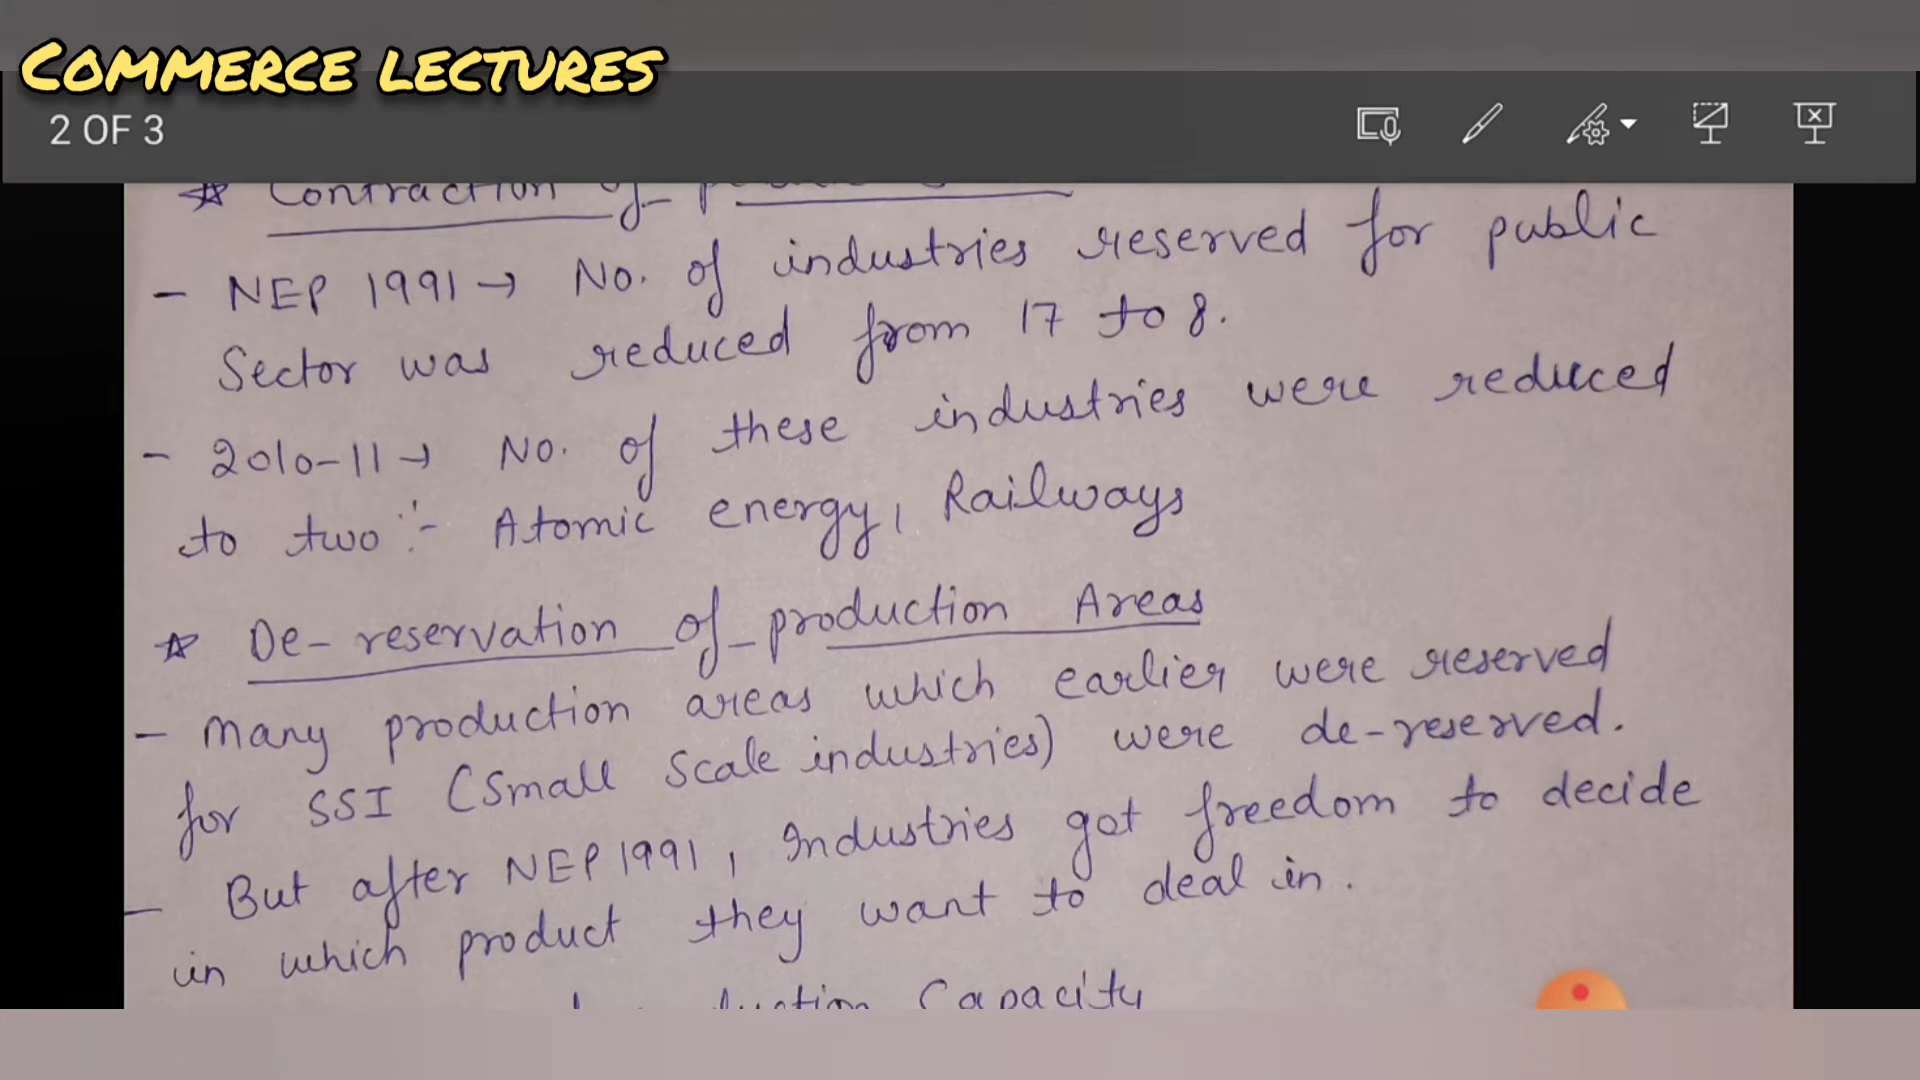 COMMERCE LECTURES
2 OF 3
☆ Contraction of
- NEP 1991 → No. of industries reserved for public
Sector was reduced from 17 to 8.
- 2010-11 → No. of these industries were reduced
to two :- Atomic energy, Railways
☆ De-reservation of production Areas
- Many production areas which earlier were reserved
for SSI (Small Scale industries) were de-reserved.
- But after NEP 1991, Industries got freedom to decide
in which product they want to deal in.
Capacity